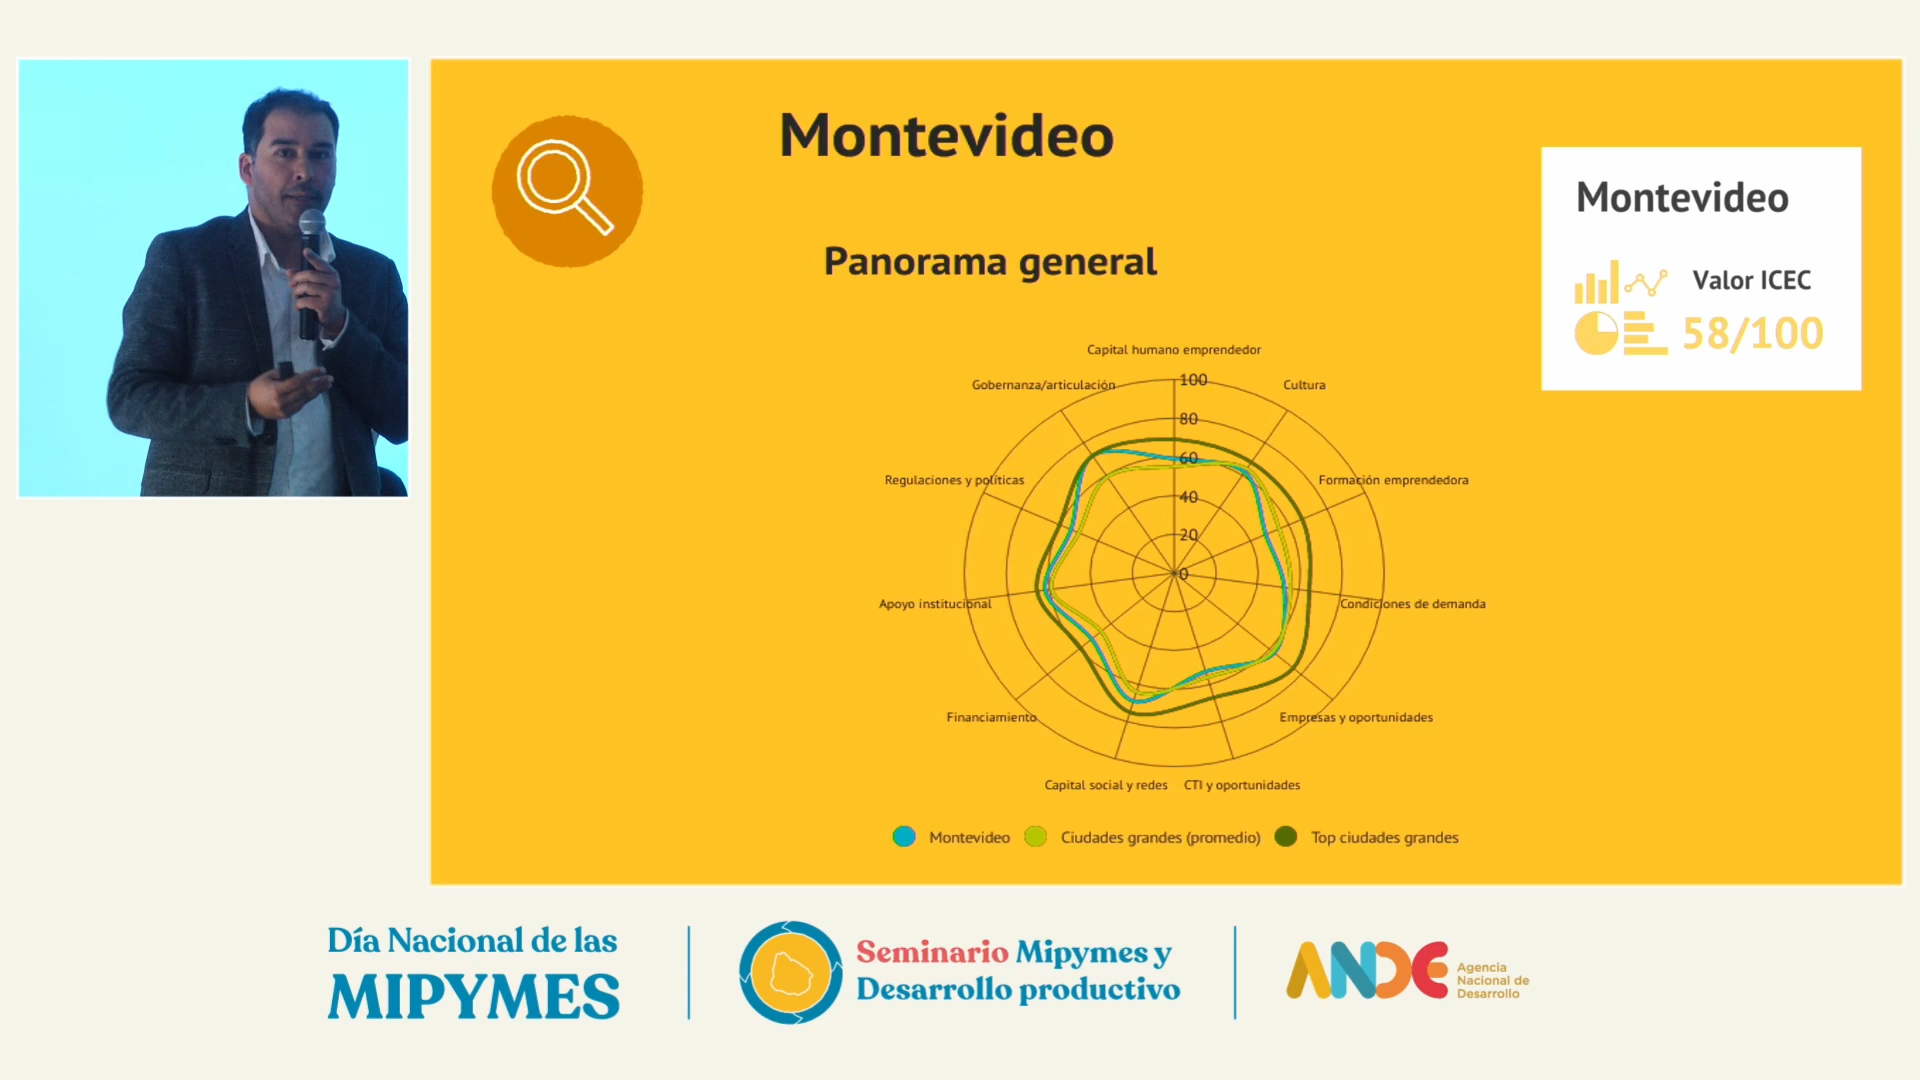 Montevideo
Panorama general
Montevideo
Valor ICEC
58/100
Capital humano emprendedor
Gobernanza/articulación
100
Cultura
80
60
Regulaciones y políticas
Formación emprendedora
40
20
0
Apoyo institucional
Condiciones de demanda
Financiamiento
Empresas y oportunidades
Capital social y redes
CTI y oportunidades
Montevideo
Ciudades grandes (promedio)
Top ciudades grandes
Día Nacional de las
MIPYMES
Seminario Mipymes y
Desarrollo productivo
ANDE
Agencia
Nacional de
Desarrollo